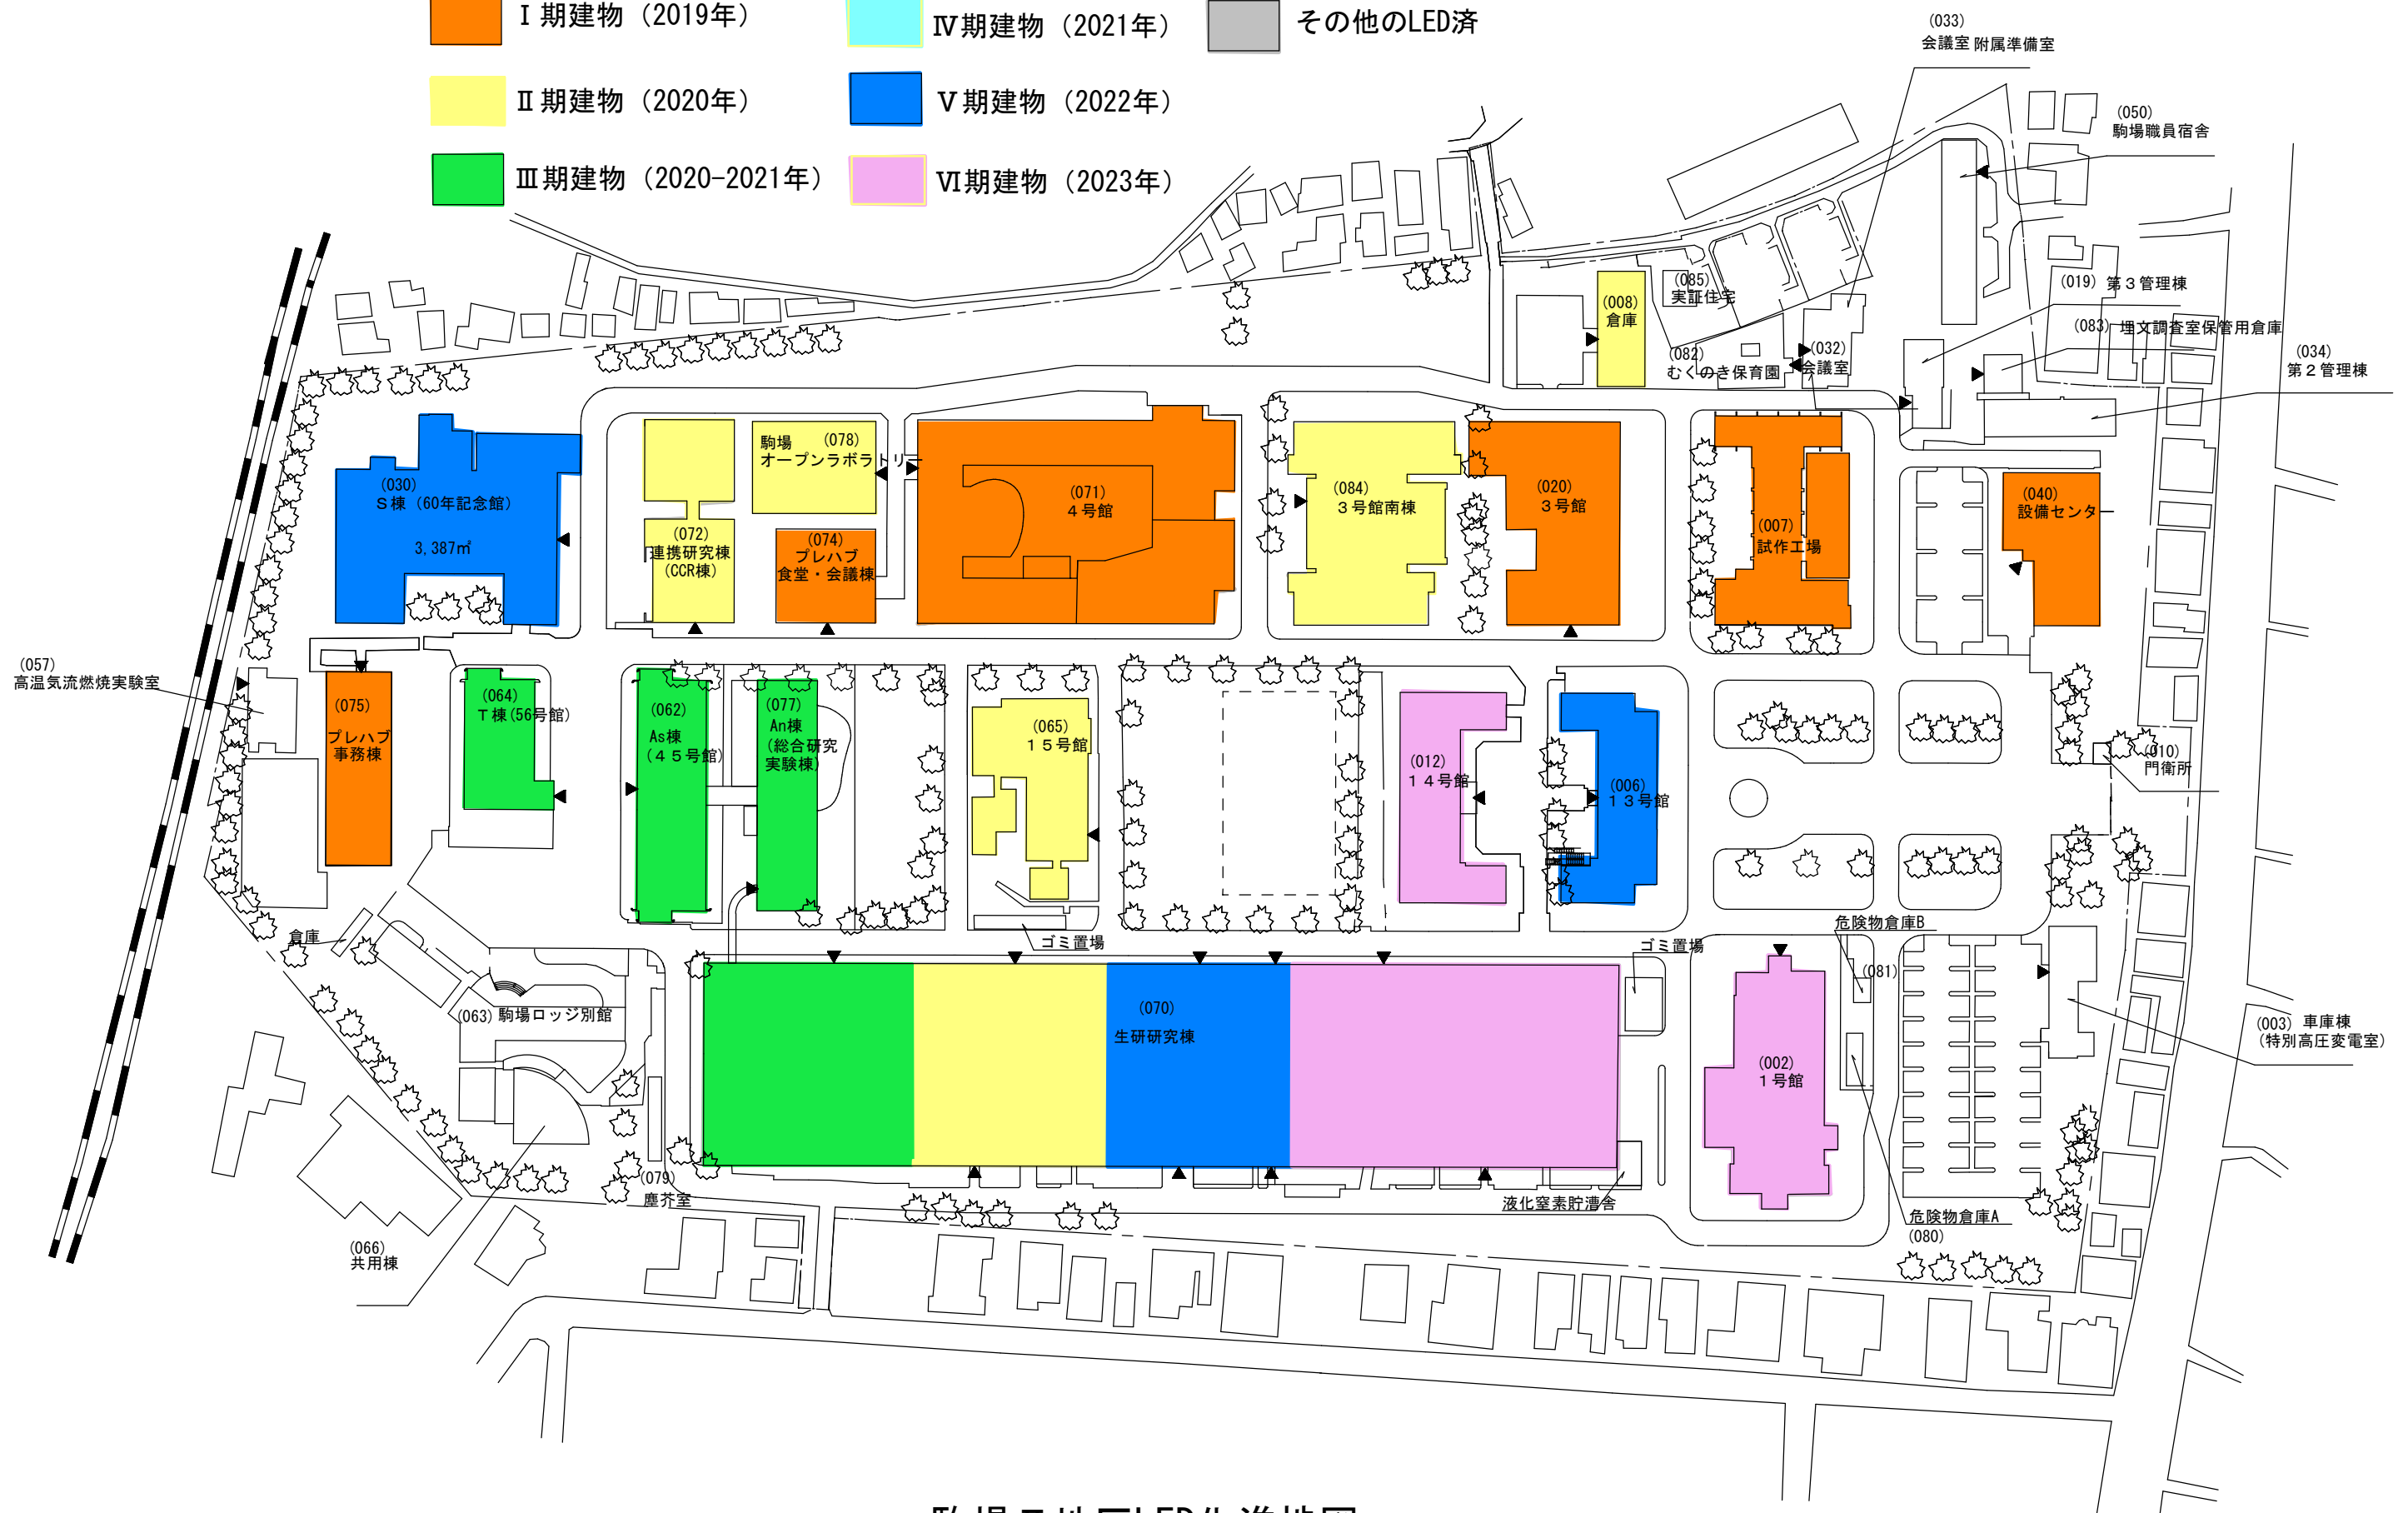 Ⅰ期建物（2019年）
Ⅳ期建物（2021年）
その他のLED済
Ⅱ期建物（2020年）
Ⅴ期建物（2022年）
Ⅲ期建物（2020-2021年）
Ⅵ期建物（2023年）
(033)
会議室 附属準備室
(050)
駒場職員宿舎
(019) 第３管理棟
(083) 埋文調査室保管用倉庫
(034)
第２管理棟
(085)
実証住宅
(008)
倉庫
(082)
むくのき保育園
(032)
会議室
(030)
Ｓ棟（60年記念館）
3,387㎡
(072)
連携研究棟
(CCR棟)
駒場 (078)
オープンラボラトリー
(074)
プレハブ
食堂・会議棟
(071)
４号館
(084)
３号館南棟
(020)
３号館
(007)
試作工場
(040)
設備センター
(057)
高温気流燃焼実験室
(075)
プレハブ
事務棟
(064)
Ｔ棟(56号館)
(062)
As棟
(４５号館)
(077)
An棟
(総合研究
実験棟)
(065)
１５号館
(012)
１４号館
(006)
１３号館
(010)
門衛所
倉庫
ゴミ置場
ゴミ置場
危険物倉庫B
(081)
(063) 駒場ロッジ別館
(070)
生研研究棟
(002)
１号館
(003) 車庫棟
(特別高圧変電室)
(079)
塵芥室
液化窒素貯漕舎
危険物倉庫A
(080)
(066)
共用棟